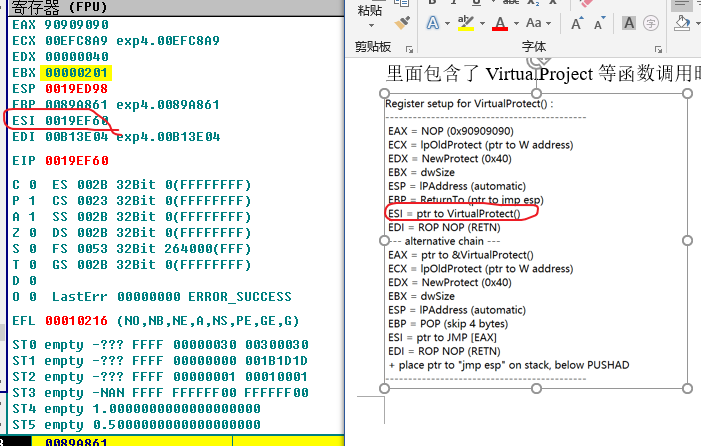 寄存器 (FPU)
EAX 90909090
ECX 00EFC8A9 exp4.00EFC8A9
EDX 00000040
EBX 00000201
ESP 0019ED98
EBP 0089A861 exp4.0089A861
ESI 0019EF60
EDI 00B13E04 exp4.00B13E04
EIP 0019EF60
C 0 ES 002B 32Bit 0(FFFFFFFF)
P 1 CS 0023 32Bit 0(FFFFFFFF)
A 1 SS 002B 32Bit 0(FFFFFFFF)
Z 0 DS 002B 32Bit 0(FFFFFFFF)
S 0 FS 0053 32Bit 264000(FFF)
T 0 GS 002B 32Bit 0(FFFFFFFF)
D 0
O 0 LastErr 00000000 ERROR_SUCCESS
EFL 00010216 (NO,NB,NE,A,NS,PE,GE,G)
ST0 empty -??? FFFF 00000030 00300030
ST1 empty -??? FFFF 00000000 001B1D1D
ST2 empty -??? FFFF 00000001 00010001
ST3 empty -NAN FFFF FFFFFF00 FFFFFF00
ST4 empty 1.0000000000000000000
ST5 empty 0.5000000000000000000
0089A861
粘贴
剪贴板
B I U
A Aa A A
字体
里面包含了 VirtualProject 等函数调用时
Register setup for VirtualProtect() :
--------------------------------------------
EAX = NOP (0x90909090)
ECX = lpOldProtect (ptr to W address)
EDX = NewProtect (0x40)
EBX = dwSize
ESP = lPAddress (automatic)
EBP = ReturnTo (ptr to jmp esp)
ESI = ptr to VirtualProtect()
EDI = ROP NOP (RETN)
--- alternative chain ---
EAX = ptr to &VirtualProtect()
ECX = lpOldProtect (ptr to W address)
EDX = NewProtect (0x40)
EBX = dwSize
ESP = lPAddress (automatic)
EBP = POP (skip 4 bytes)
ESI = ptr to JMP [EAX]
EDI = ROP NOP (RETN)
+ place ptr to "jmp esp" on stack, below PUSHAD
--------------------------------------------